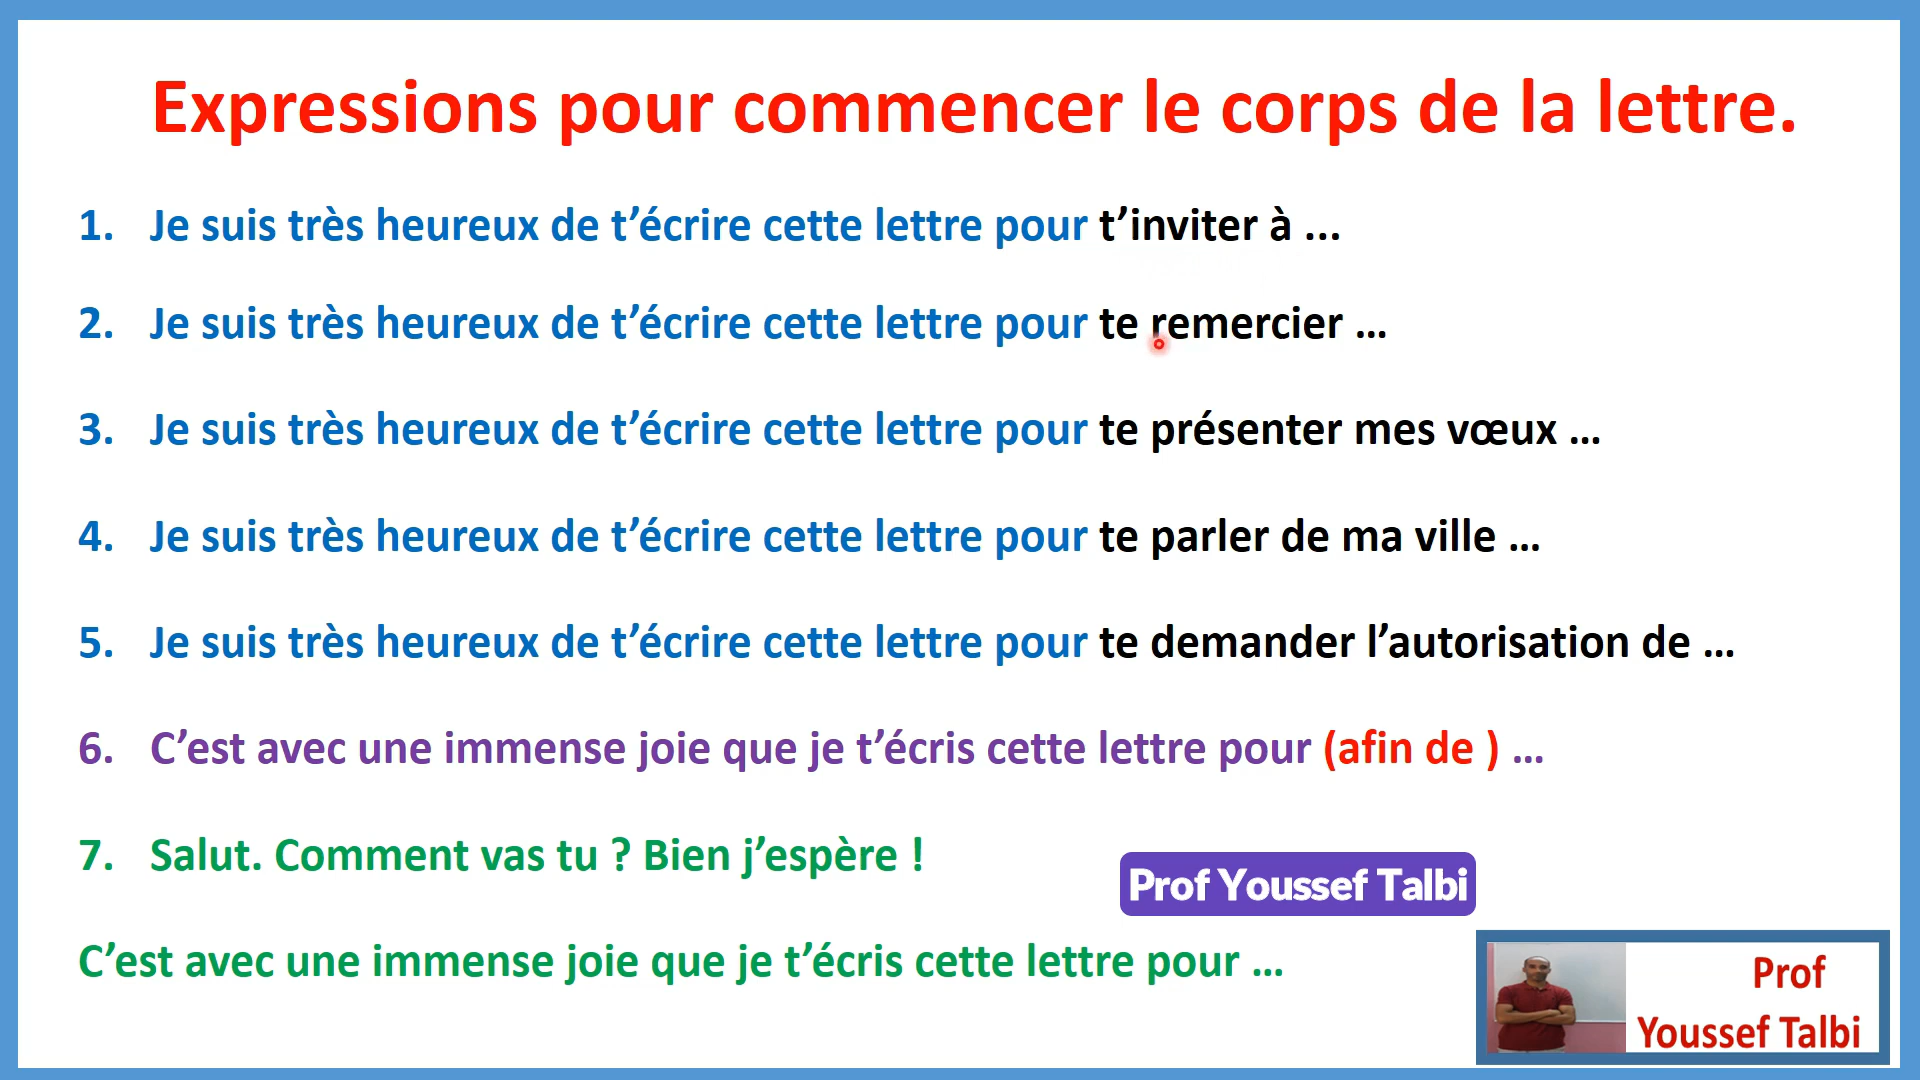 Expressions pour commencer le corps de la lettre.
1. Je suis très heureux de t’écrire cette lettre pour t’inviter à ...
2. Je suis très heureux de t’écrire cette lettre pour te remercier ...
3. Je suis très heureux de t’écrire cette lettre pour te présenter mes vœux ...
4. Je suis très heureux de t’écrire cette lettre pour te parler de ma ville ...
5. Je suis très heureux de t’écrire cette lettre pour te demander l’autorisation de ...
6. C’est avec une immense joie que je t’écris cette lettre pour (afin de ) ...
7. Salut. Comment vas tu ? Bien j’espère !
Prof Youssef Talbi
C’est avec une immense joie que je t’écris cette lettre pour ...
Prof
Youssef Talbi